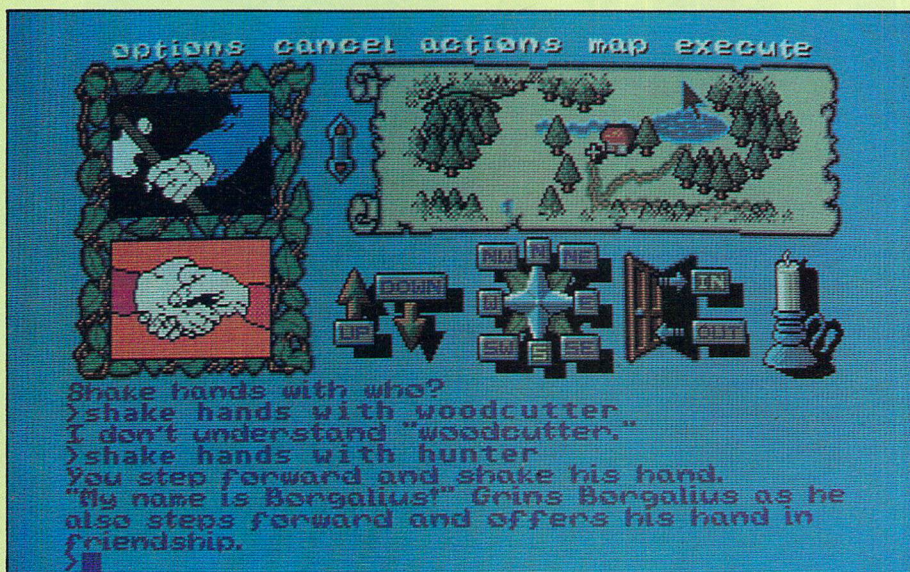 options cancel actions map execute
NW N NE
UP DOWN W E IN
SW S SE OUT
Shake hands with who?
>shake hands with woodcutter
I don't understand "woodcutter."
>shake hands with hunter
You step forward and shake his hand.
"My name is Borgalius!" Grins Borgalius as he
also steps forward and offers his hand in
friendship.
>